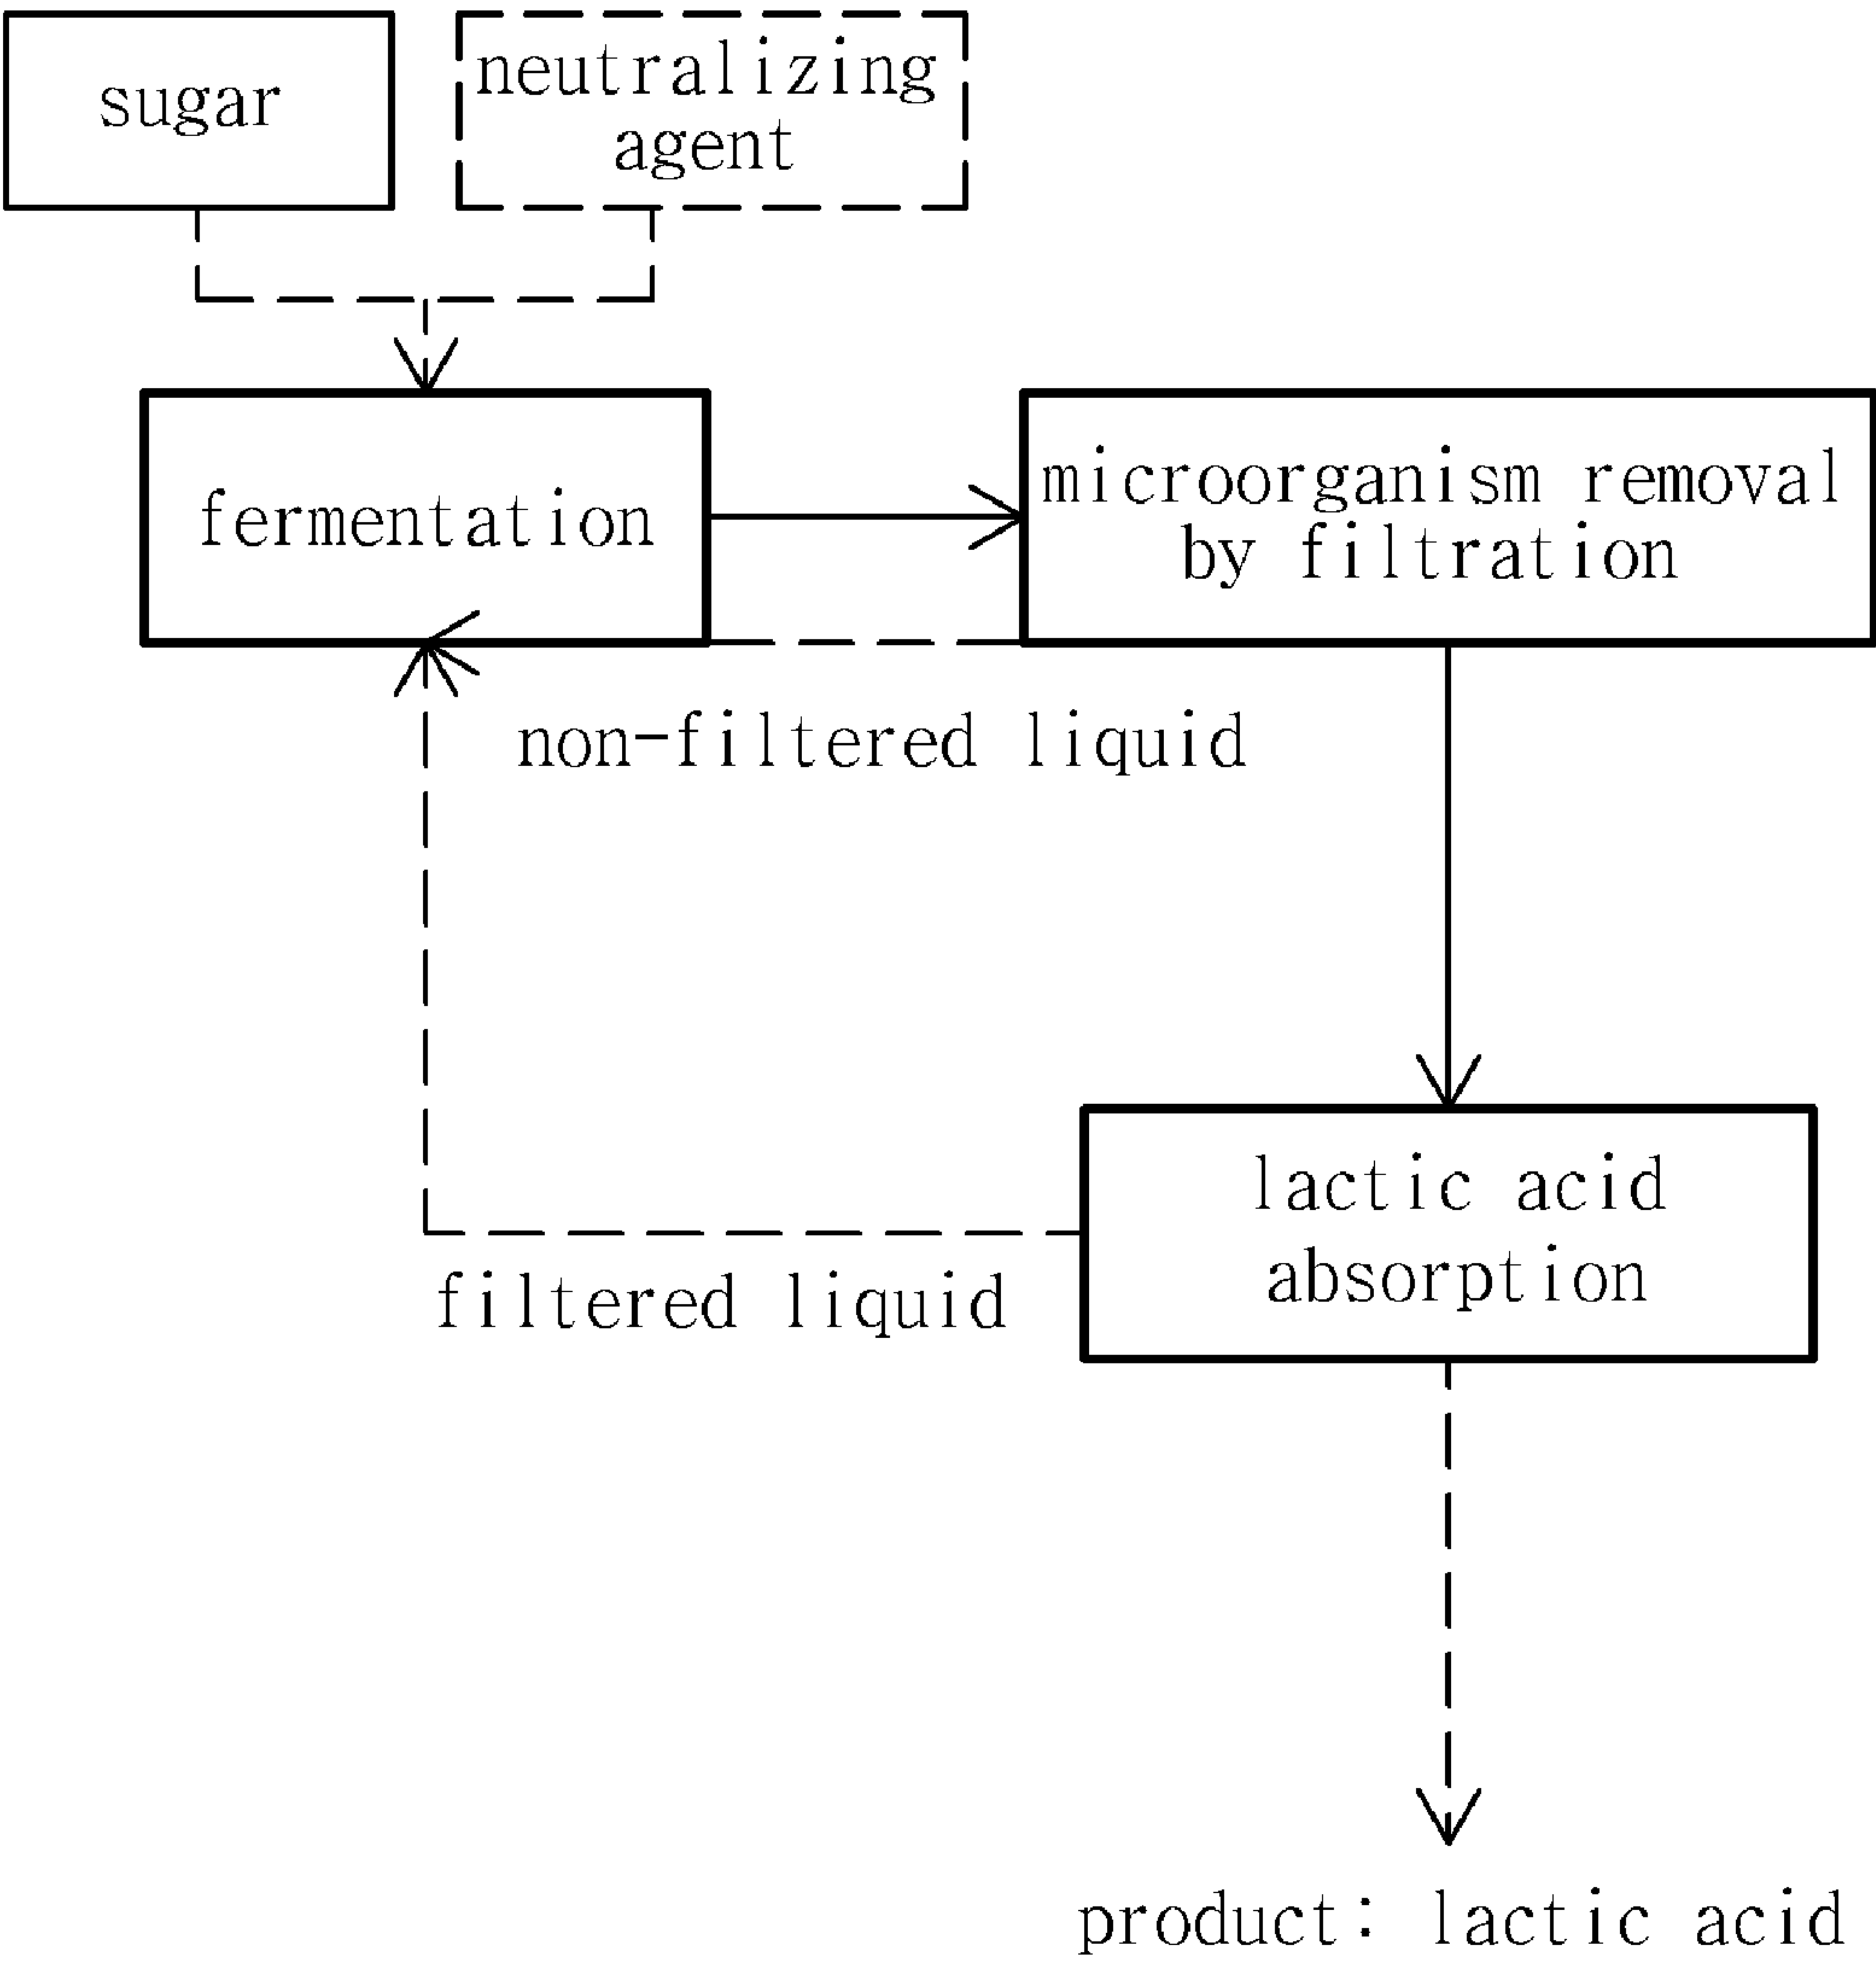 sugar
neutralizing
agent
fermentation
microorganism removal
by filtration
non-filtered liquid
lactic acid
absorption
filtered liquid
product: lactic acid